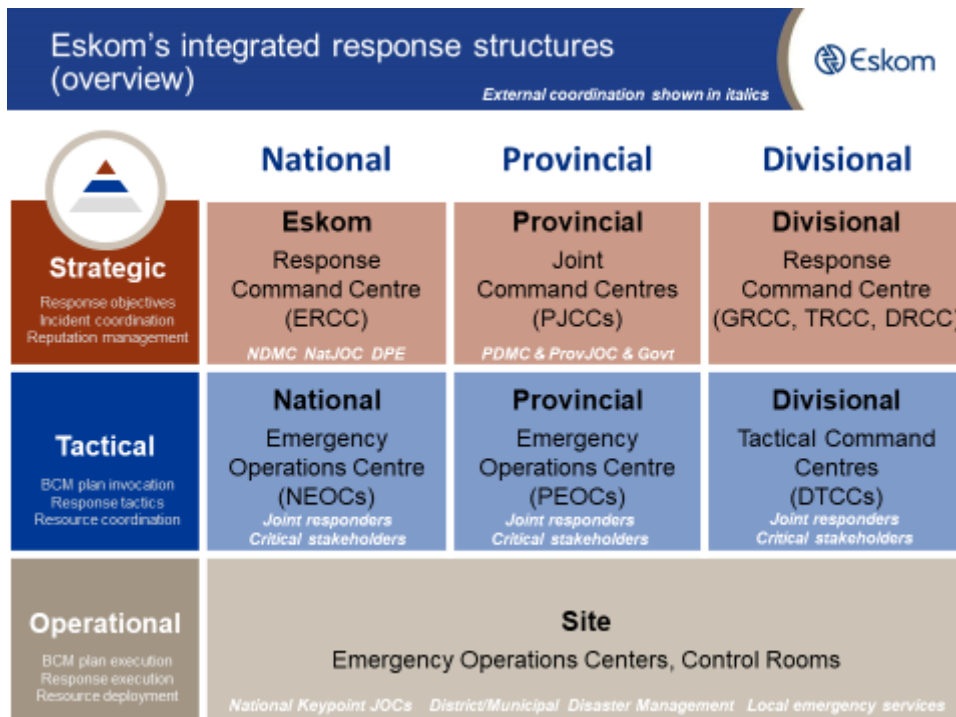 Eskom's integrated response structures
(overview)
External coordination shown in italics
Eskom
National
Provincial
Divisional
Strategic
Response objectives
Incident coordination
Reputation management
Eskom
Response
Command Centre
(ERCC)
NDMC NatJOC DPE
Provincial
Joint
Command Centres
(PJCCs)
PDMC & ProvJOC & Govt
Divisional
Response
Command Centre
(GRCC, TRCC, DRCC)
Tactical
BCM plan invocation
Response tactics
Resource coordination
National
Emergency
Operations Centre
(NEOCs)
Joint responders
Critical stakeholders
Provincial
Emergency
Operations Centre
(PEOCs)
Joint responders
Critical stakeholders
Divisional
Tactical Command
Centres
(DTCCs)
Joint responders
Critical stakeholders
Operational
BCM plan execution
Response execution
Resource deployment
Site
Emergency Operations Centers, Control Rooms
National Keypoint JOCs District/Municipal Disaster Management Local emergency services